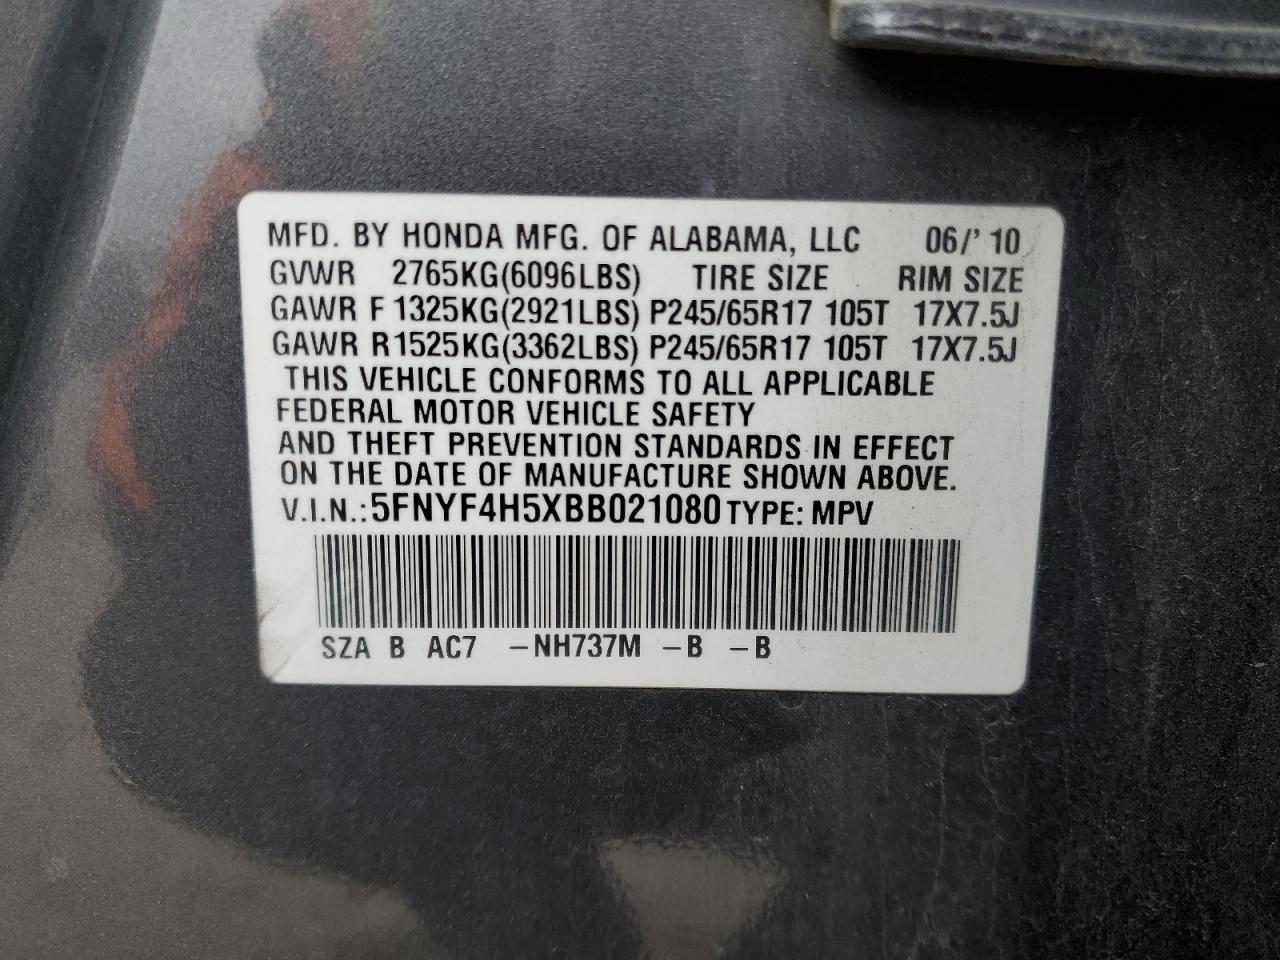 MFD. BY HONDA MFG. OF ALABAMA, LLC 06/' 10
GVWR 2765KG(6096LBS) TIRE SIZE RIM SIZE
GAWR F 1325KG(2921LBS) P245/65R17 105T 17X7.5J
GAWR R 1525KG(3362LBS) P245/65R17 105T 17X7.5J
THIS VEHICLE CONFORMS TO ALL APPLICABLE
FEDERAL MOTOR VEHICLE SAFETY
AND THEFT PREVENTION STANDARDS IN EFFECT
ON THE DATE OF MANUFACTURE SHOWN ABOVE.
V.I.N.: 5FNYF4H5XBB021080 TYPE: MPV
SZA B AC7 -NH737M -B -B